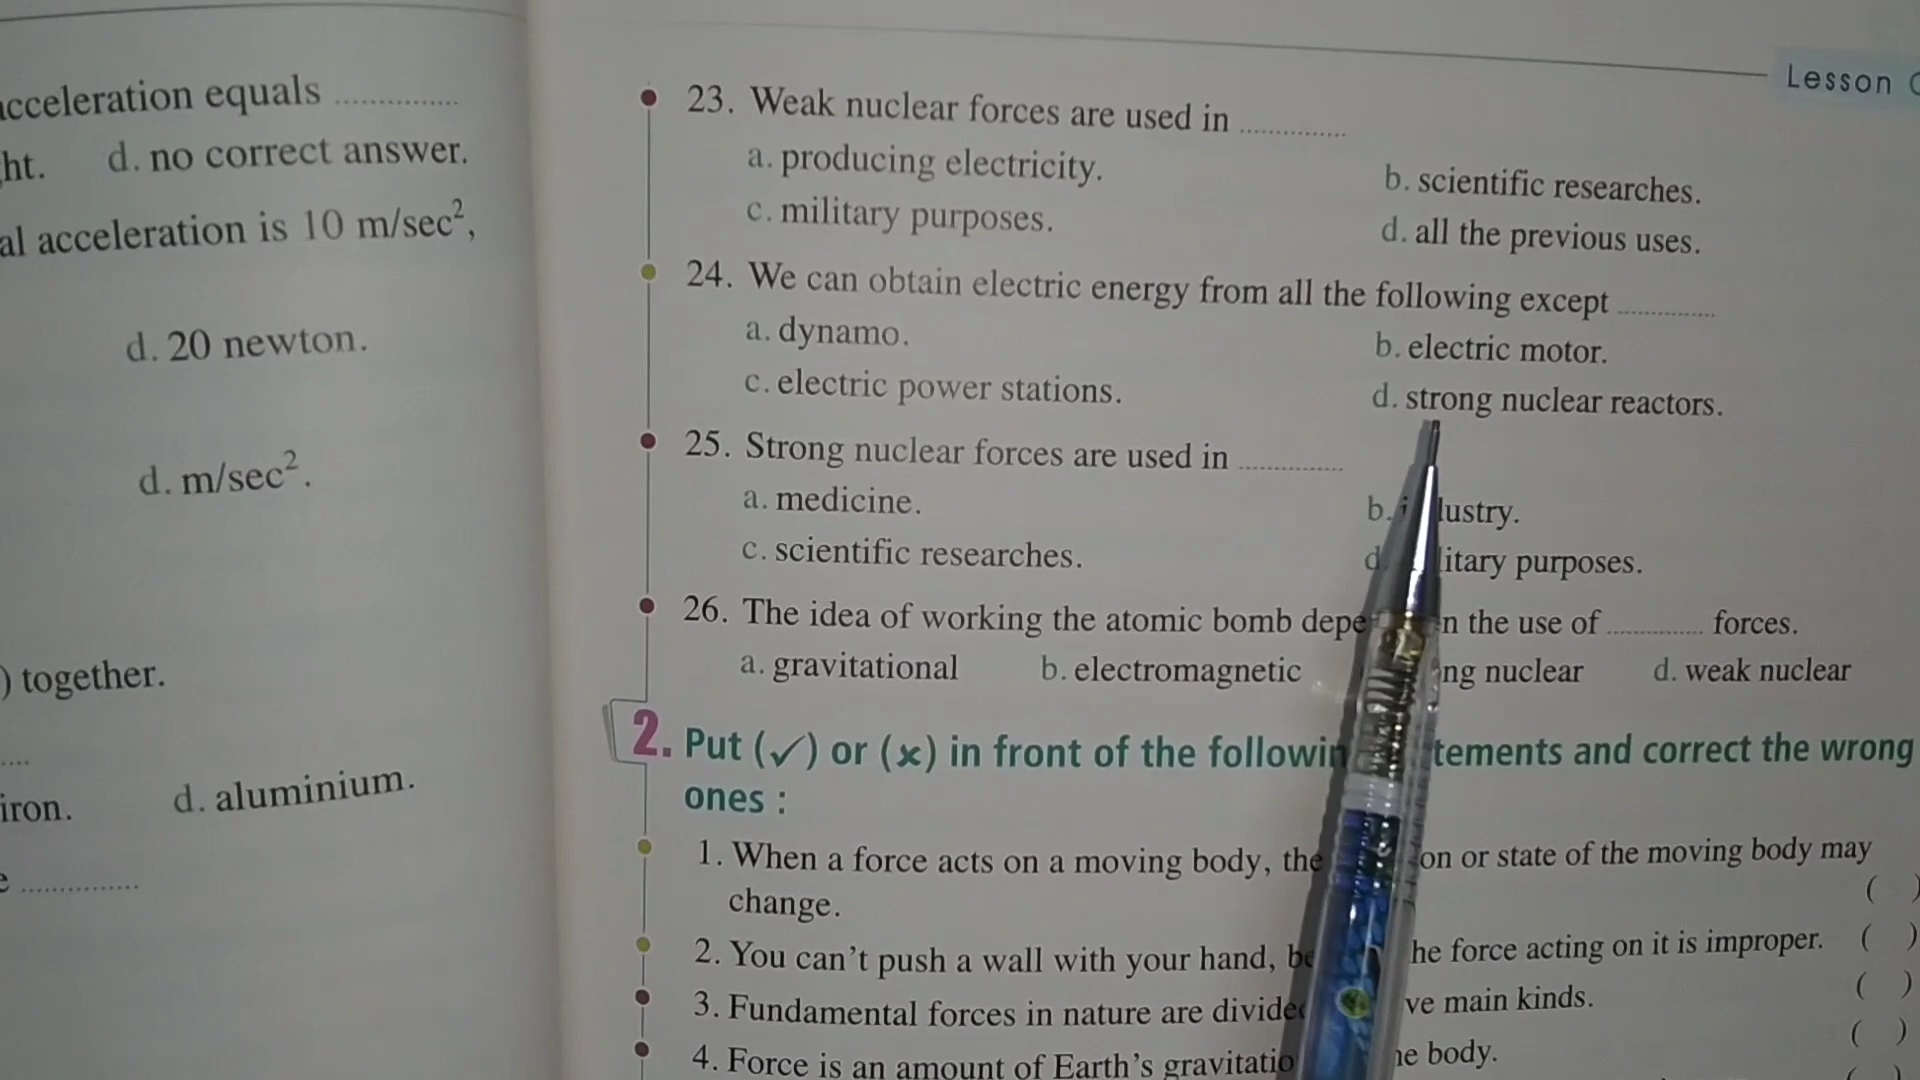 acceleration equals ...............
ht. d. no correct answer.
al acceleration is 10 m/sec²,
d. 20 newton.
d. m/sec².
) together.
....
iron. d. aluminium.
e ...............
Lesson
23. Weak nuclear forces are used in ...............
a. producing electricity.
b. scientific researches.
c. military purposes.
d. all the previous uses.
24. We can obtain electric energy from all the following except ...............
a. dynamo.
b. electric motor.
c. electric power stations.
d. strong nuclear reactors.
25. Strong nuclear forces are used in ...............
a. medicine.
b. i lustry.
c. scientific researches.
d. litary purposes.
26. The idea of working the atomic bomb depe n the use of ............... forces.
a. gravitational b. electromagnetic ng nuclear d. weak nuclear
2. Put (✓) or (x) in front of the followin tements and correct the wrong
ones :
1. When a force acts on a moving body, the on or state of the moving body may
change. ( )
2. You can't push a wall with your hand, be he force acting on it is improper. ( )
3. Fundamental forces in nature are divided ve main kinds. ( )
4. Force is an amount of Earth's gravitatio he body. ( )